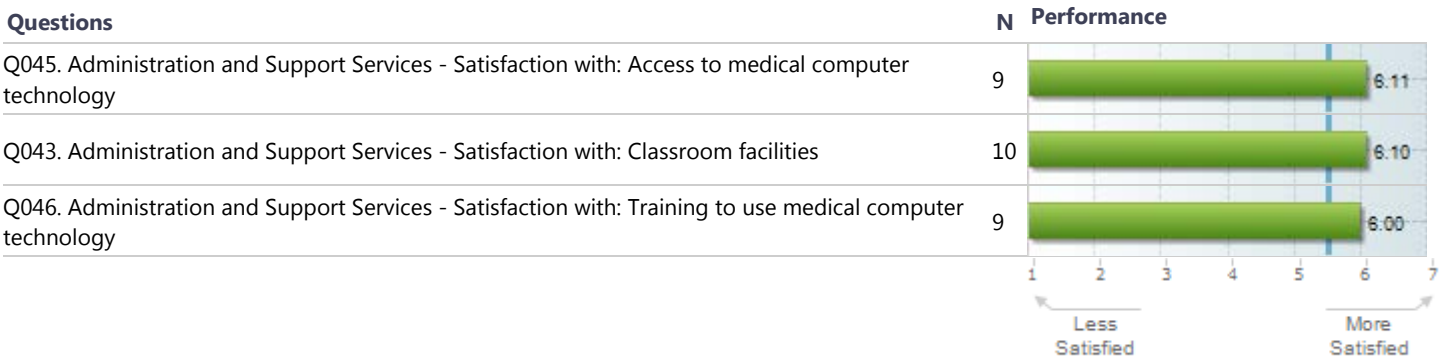 Questions N Performance
Q045. Administration and Support Services - Satisfaction with: Access to medical computer
technology
9 6.11
Q043. Administration and Support Services - Satisfaction with: Classroom facilities 10 6.10
Q046. Administration and Support Services - Satisfaction with: Training to use medical computer
technology
9 6.00
1 2 3 4 5 6 7
Less More
Satisfied Satisfied